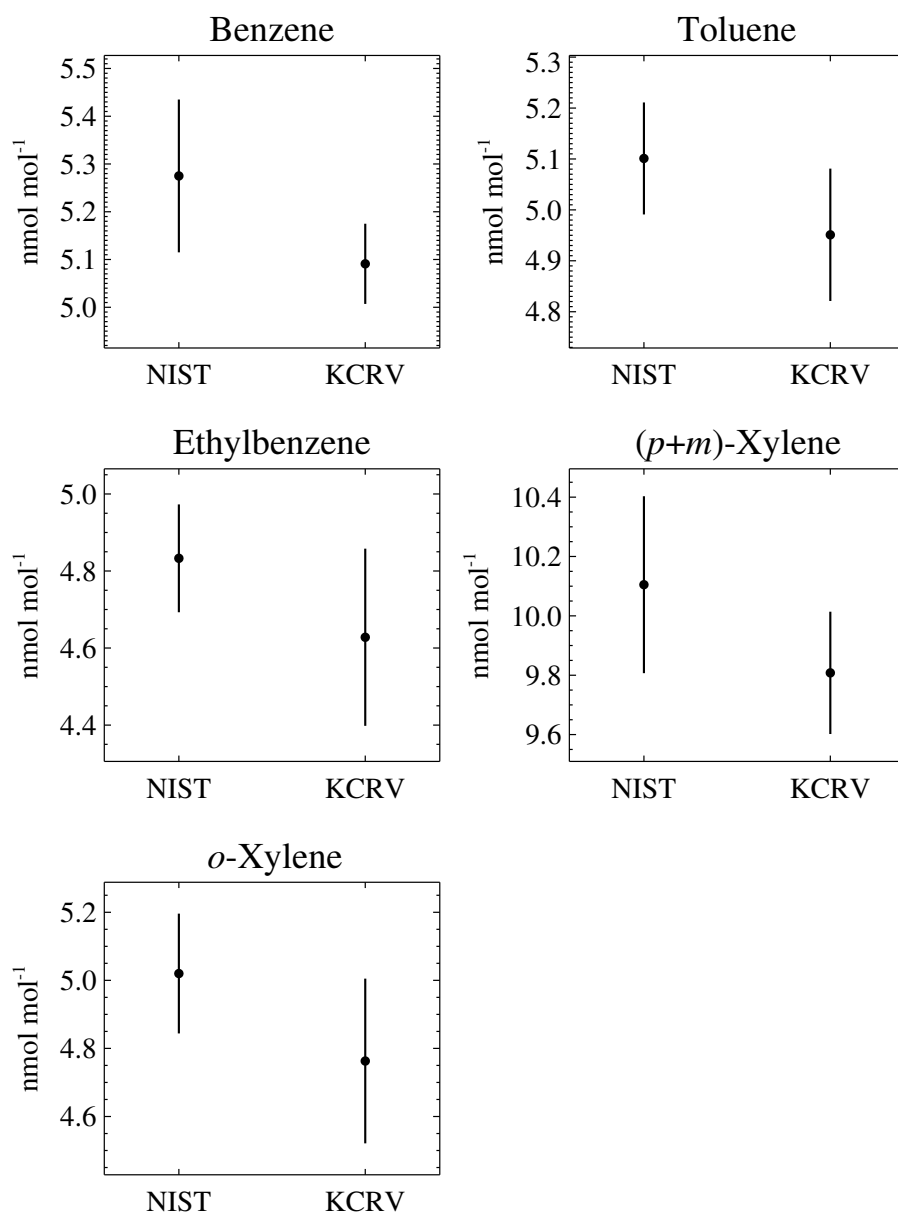 Benzene
nmol mol⁻¹
5.5
5.4
5.3
5.2
5.1
5.0
NIST KCRV
Toluene
nmol mol⁻¹
5.3
5.2
5.1
5.0
4.9
4.8
NIST KCRV
Ethylbenzene
nmol mol⁻¹
5.0
4.8
4.6
4.4
NIST KCRV
(p+m)-Xylene
nmol mol⁻¹
10.4
10.2
10.0
9.8
9.6
NIST KCRV
o-Xylene
nmol mol⁻¹
5.2
5.0
4.8
4.6
NIST KCRV